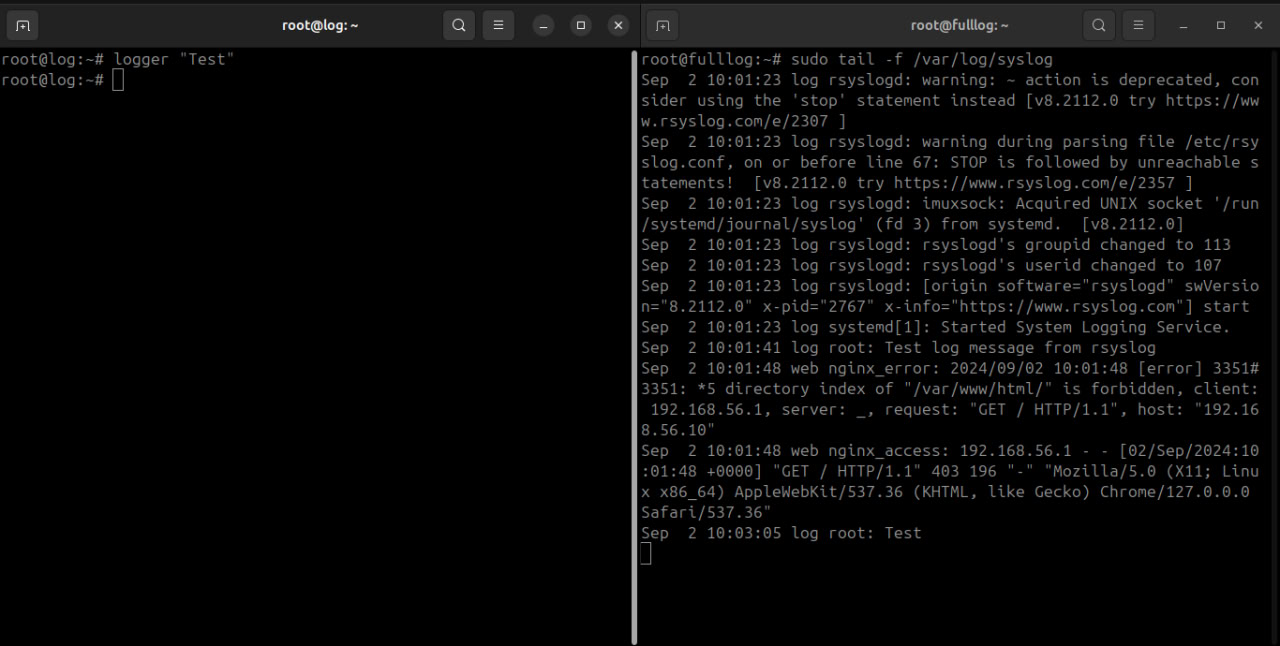 root@log: ~
root@log:~# logger "Test"
root@log:~#
root@fulllog: ~
root@fulllog:~# sudo tail -f /var/log/syslog
Sep  2 10:01:23 log rsyslogd: warning: ~ action is deprecated, con
sider using the 'stop' statement instead [v8.2112.0 try https://ww
w.rsyslog.com/e/2307 ]
Sep  2 10:01:23 log rsyslogd: warning during parsing file /etc/rsy
slog.conf, on or before line 67: STOP is followed by unreachable s
tatements!  [v8.2112.0 try https://www.rsyslog.com/e/2357 ]
Sep  2 10:01:23 log rsyslogd: imuxsock: Acquired UNIX socket '/run
/systemd/journal/syslog' (fd 3) from systemd.  [v8.2112.0]
Sep  2 10:01:23 log rsyslogd: rsyslogd's groupid changed to 113
Sep  2 10:01:23 log rsyslogd: rsyslogd's userid changed to 107
Sep  2 10:01:23 log rsyslogd: [origin software="rsyslogd" swVersio
n="8.2112.0" x-pid="2767" x-info="https://www.rsyslog.com"] start
Sep  2 10:01:23 log systemd[1]: Started System Logging Service.
Sep  2 10:01:41 log root: Test log message from rsyslog
Sep  2 10:01:48 web nginx_error: 2024/09/02 10:01:48 [error] 3351#
3351: *5 directory index of "/var/www/html/" is forbidden, client:
 192.168.56.1, server: _, request: "GET / HTTP/1.1", host: "192.16
8.56.10"
Sep  2 10:01:48 web nginx_access: 192.168.56.1 - - [02/Sep/2024:10
:01:48 +0000] "GET / HTTP/1.1" 403 196 "-" "Mozilla/5.0 (X11; Linu
x x86_64) AppleWebKit/537.36 (KHTML, like Gecko) Chrome/127.0.0.0
Safari/537.36"
Sep  2 10:03:05 log root: Test